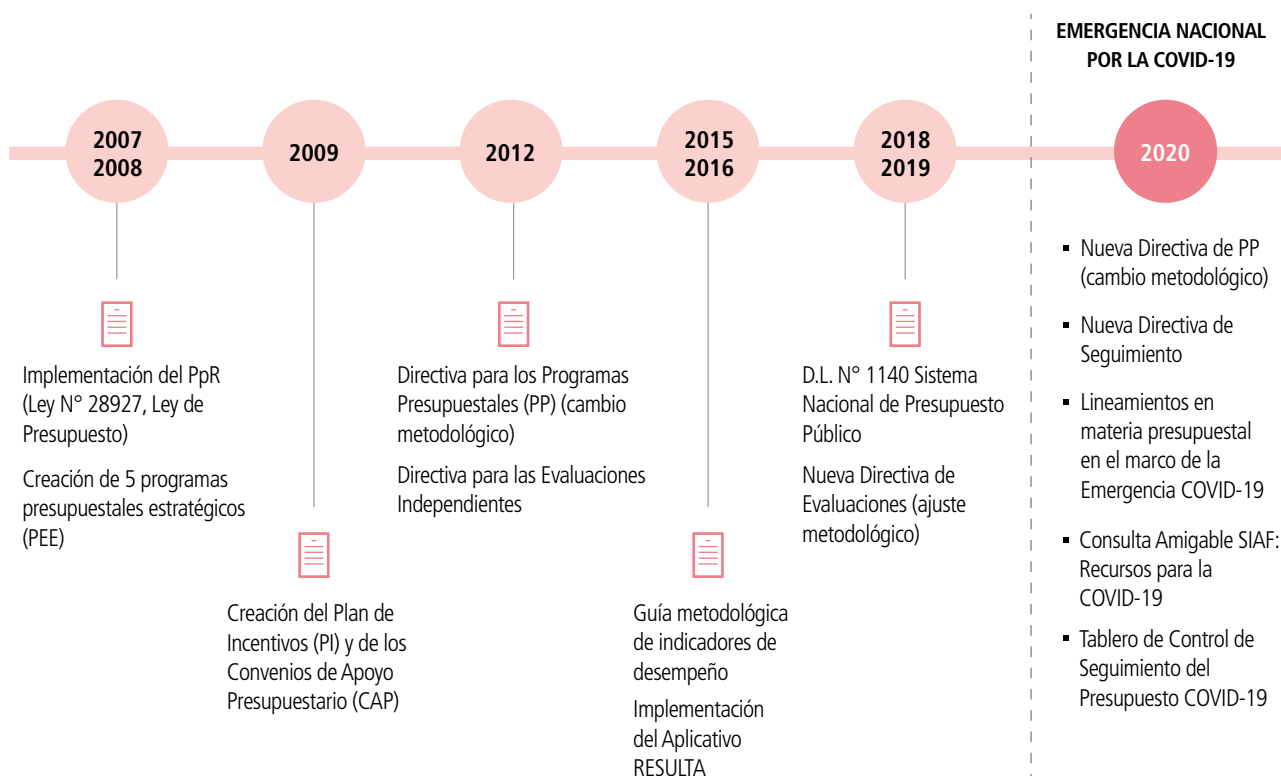 EMERGENCIA NACIONAL
POR LA COVID-19
2007
2008
2009
2012
2015
2016
2018
2019
2020
Implementación del PpR
(Ley N° 28927, Ley de
Presupuesto)
Creación de 5 programas
presupuestales estratégicos
(PEE)
Creación del Plan de
Incentivos (PI) y de los
Convenios de Apoyo
Presupuestario (CAP)
Directiva para los Programas
Presupuestales (PP) (cambio
metodológico)
Directiva para las Evaluaciones
Independientes
Guía metodológica
de indicadores de
desempeño
Implementación
del Aplicativo
RESULTA
D.L. N° 1140 Sistema
Nacional de Presupuesto
Público
Nueva Directiva de
Evaluaciones (ajuste
metodológico)
▪ Nueva Directiva de PP
(cambio metodológico)
▪ Nueva Directiva de
Seguimiento
▪ Lineamientos en
materia presupuestal
en el marco de la
Emergencia COVID-19
▪ Consulta Amigable SIAF:
Recursos para la
COVID-19
▪ Tablero de Control de
Seguimiento del
Presupuesto COVID-19